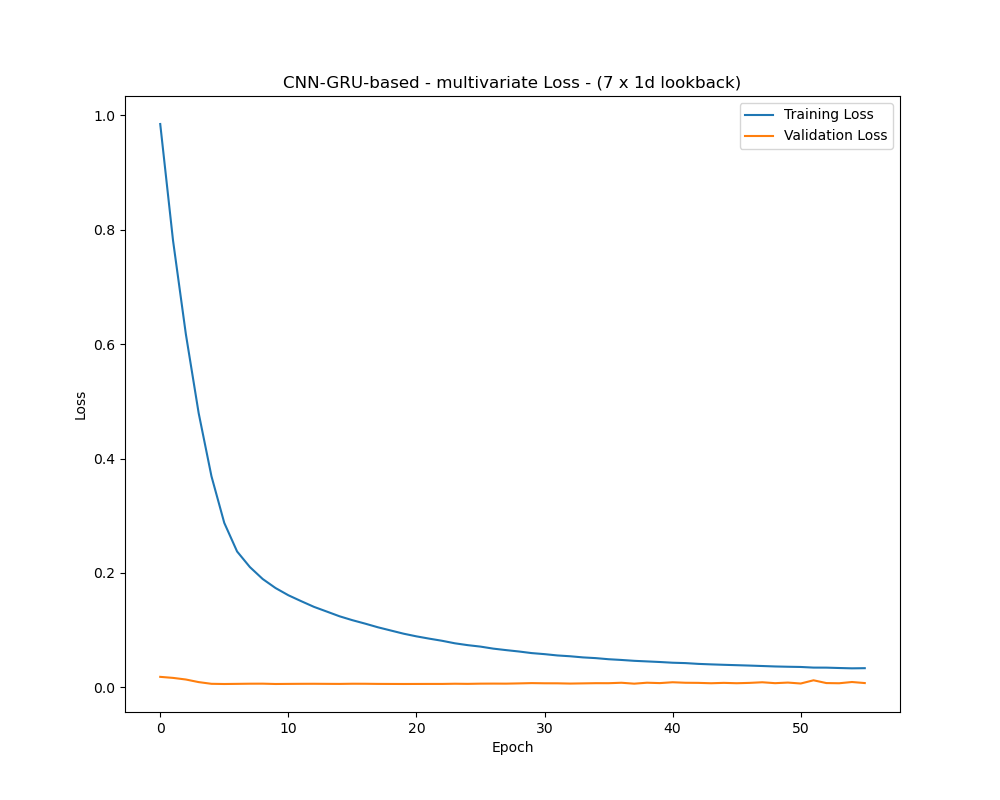 CNN-GRU-based - multivariate Loss - (7 x 1d lookback)
Training Loss
Validation Loss
1.0
0.8
0.6
0.4
0.2
0.0
Loss
0 10 20 30 40 50
Epoch